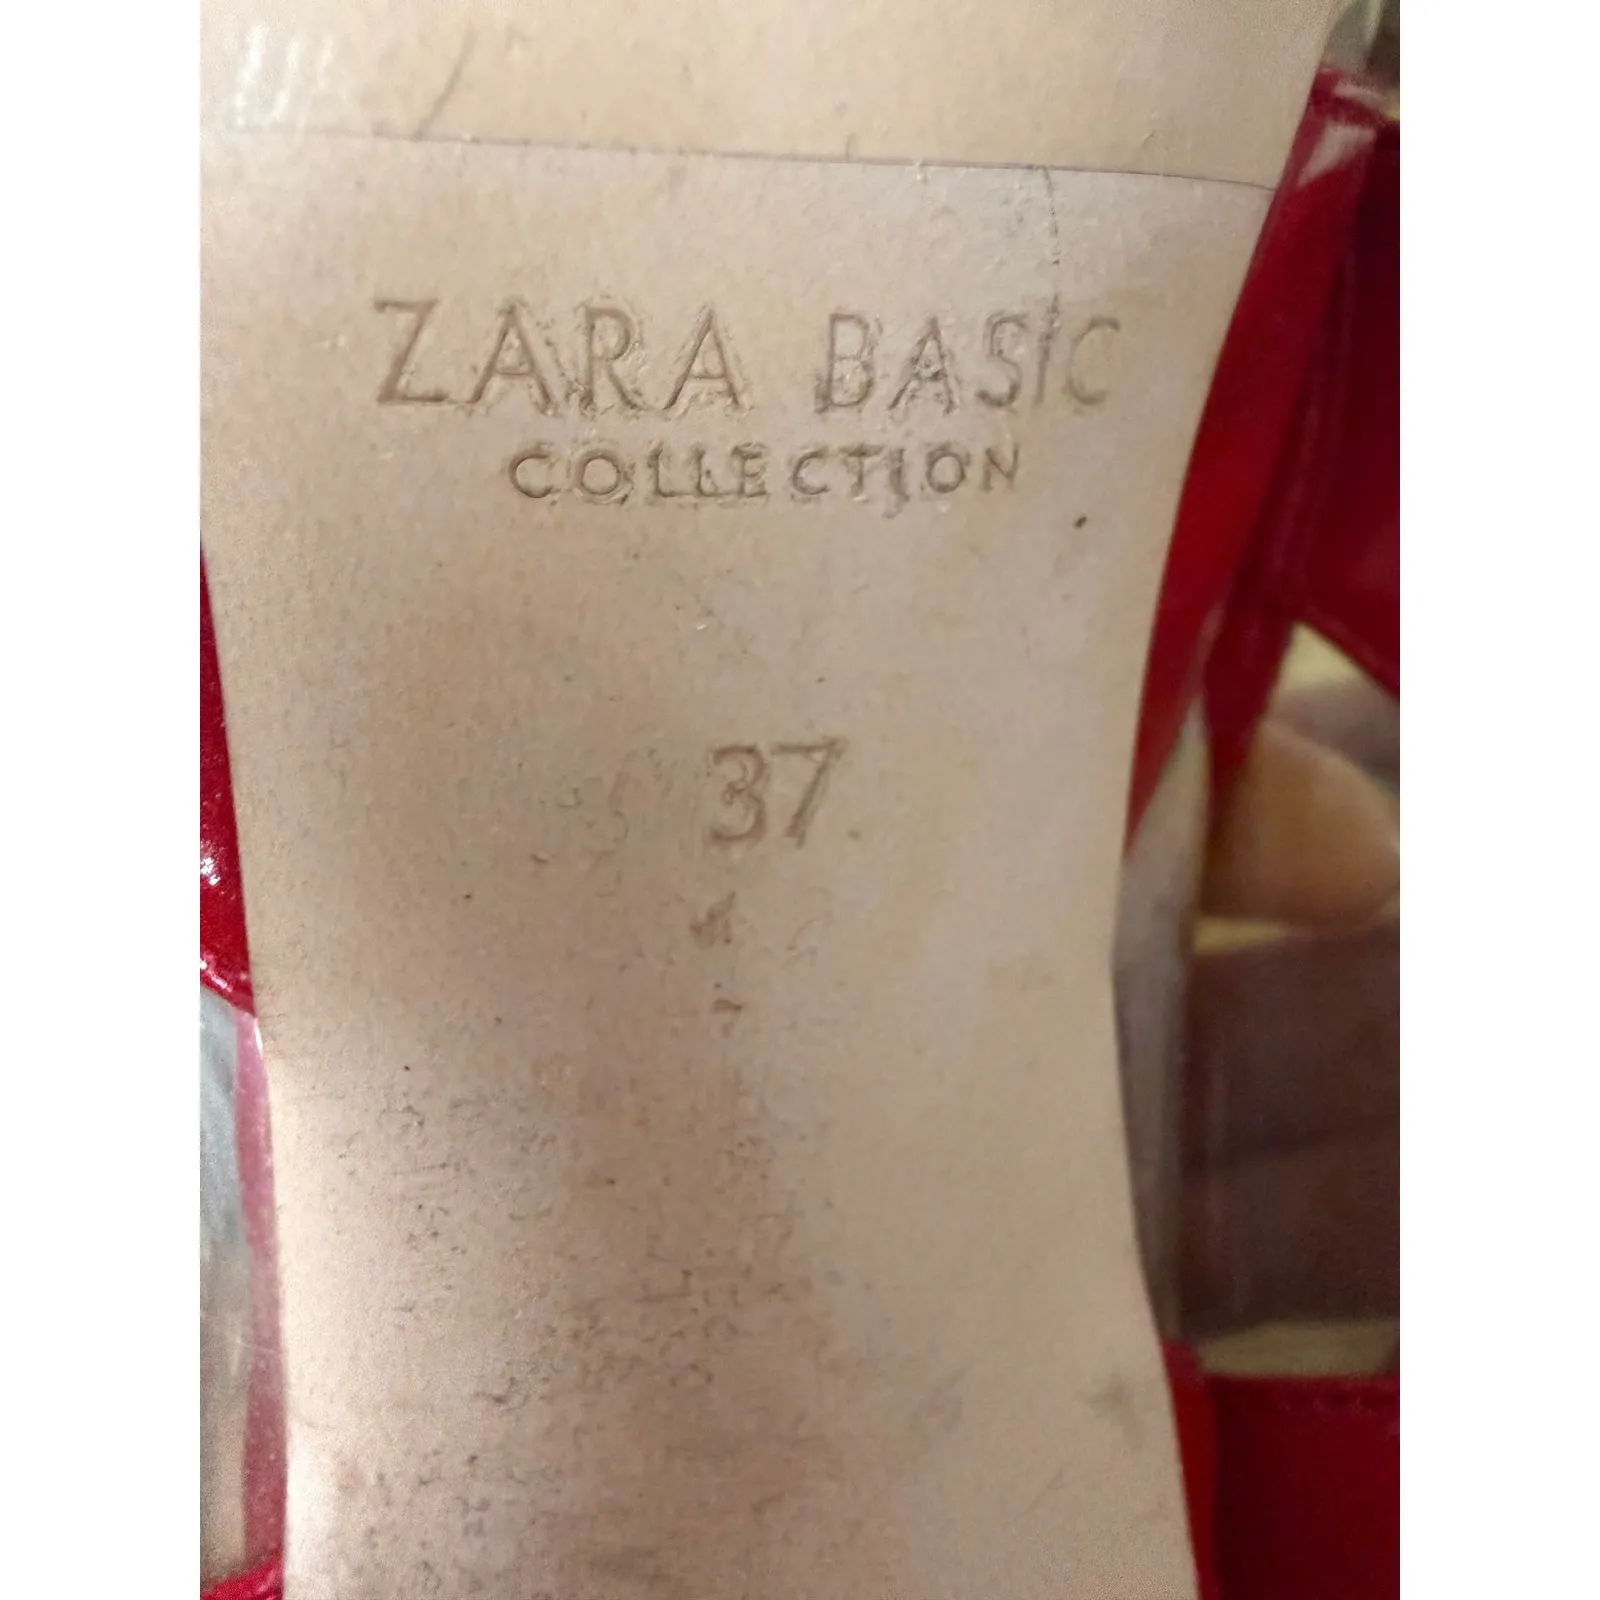 ZARA BASIC
COLLECTION
37